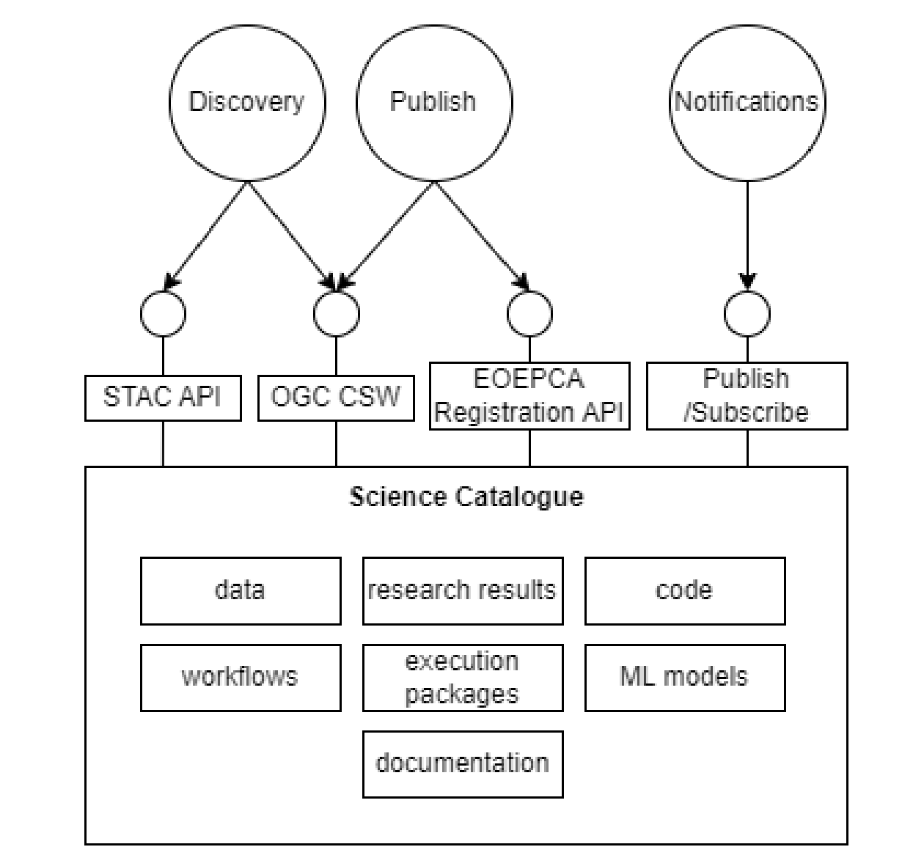 Discovery
Publish
Notifications
STAC API
OGC CSW
EOEPCA
Registration API
Publish
/Subscribe
Science Catalogue
data
research results
code
workflows
execution
packages
ML models
documentation